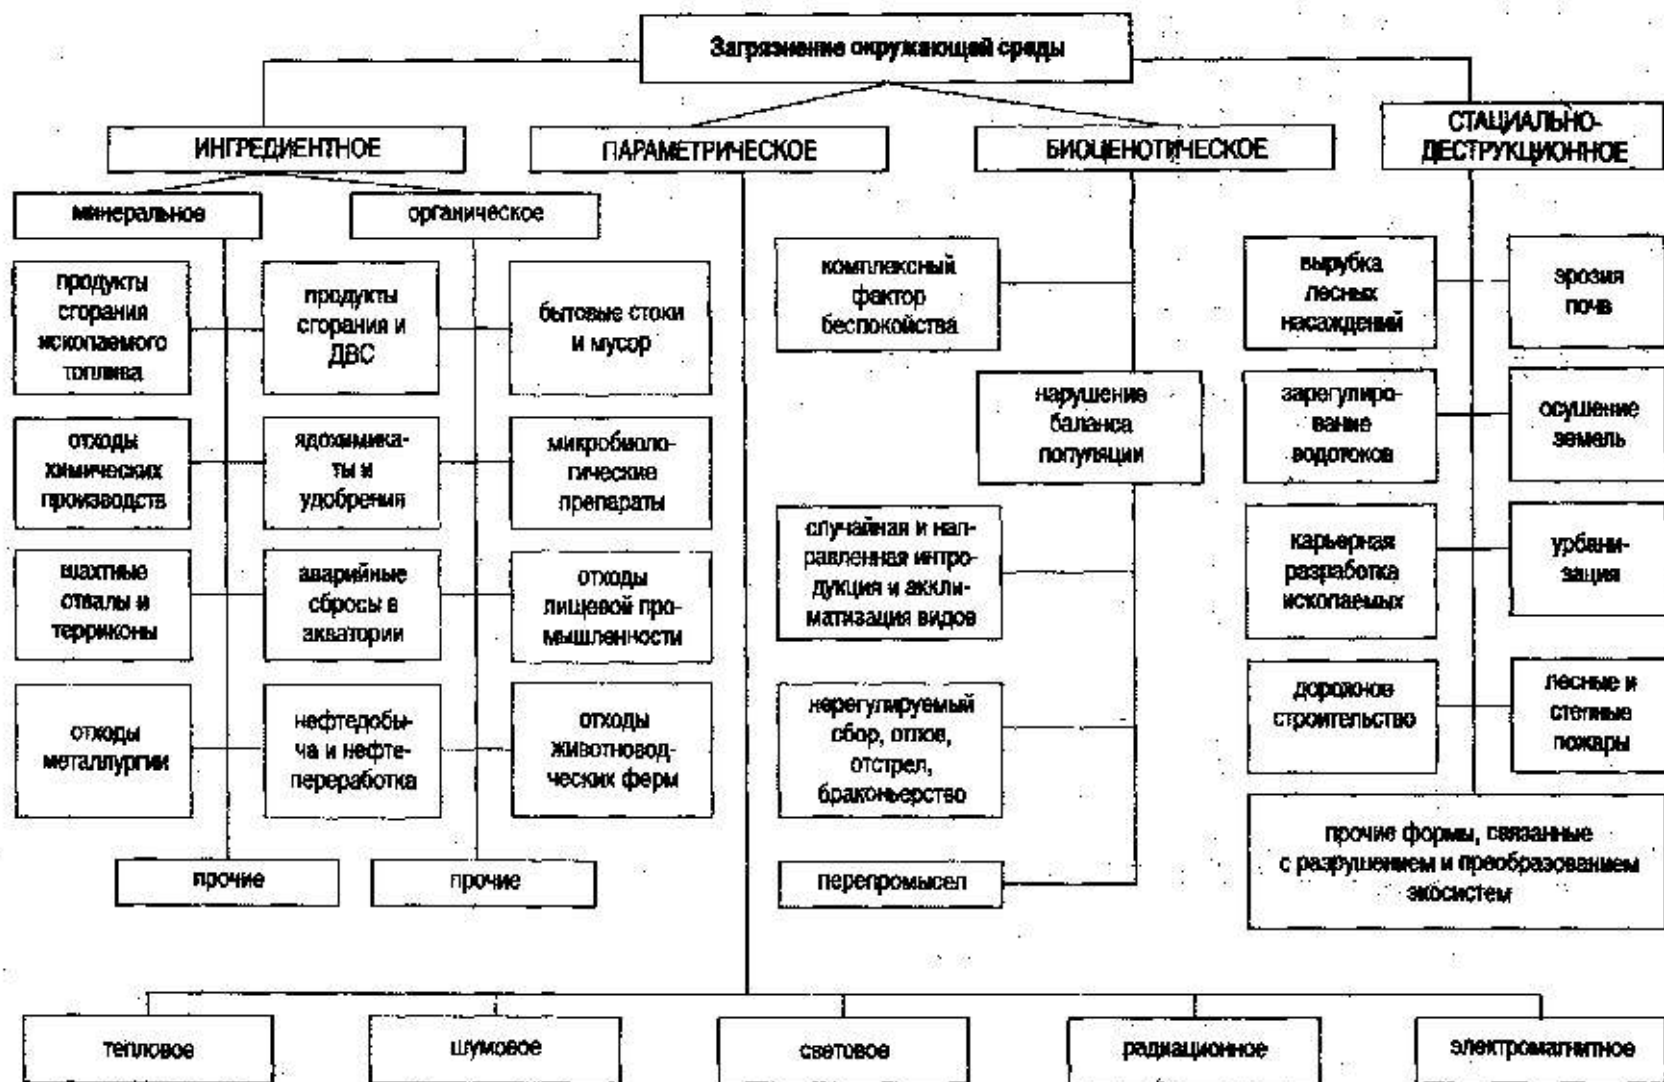 Загрязнение окружающей среды
ИНГРЕДИЕНТНОЕ
ПАРАМЕТРИЧЕСКОЕ
БИОЦЕНОТИЧЕСКОЕ
СТАЦИАЛЬНО-
ДЕСТРУКЦИОННОЕ
минеральное
органическое
продукты
сгорания
ископаемого
топлива
продукты
сгорания и
ДВС
бытовые стоки
и мусор
комплексный
фактор
беспокойства
вырубка
лесных
насаждений
эрозия
почв
отходы
химических
производств
ядохимика-
ты и
удобрения
микробиоло-
гические
препараты
нарушение
баланса
популяции
зарегулиро-
вание
водотоков
осушение
земель
шахтные
отвалы и
терриконы
аварийные
сбросы в
акватории
отходы
пищевой про-
мышленности
случайная и нап-
равленная интро-
дукция и аккли-
матизация видов
карьерная
разработка
ископаемых
урбани-
зация
отходы
металлургии
нефтедобы-
ча и нефте-
переработка
отходы
животновод-
ческих ферм
нерегулируемый
сбор, отлов,
отстрел,
браконьерство
дорожное
строительство
лесные и
степные
пожары
прочие
прочие
перепромысел
прочие формы, связанные
с разрушением и преобразованием
экосистем
тепловое
шумовое
световое
радиационное
электромагнитное